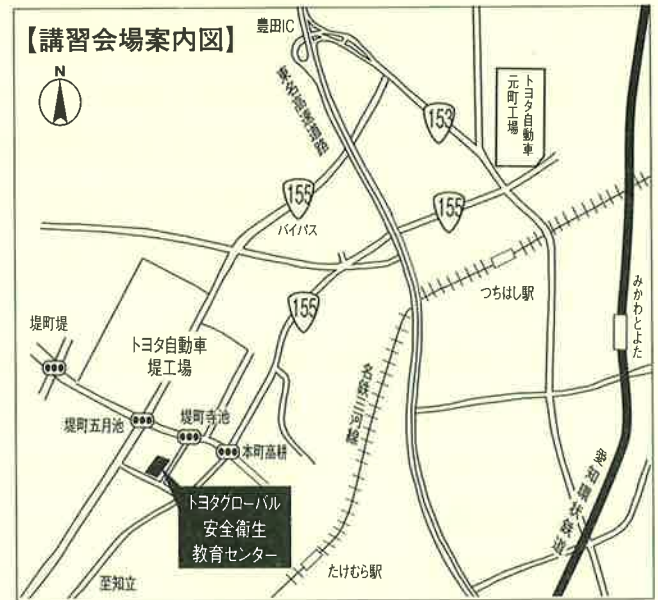 【講習会場案内図】
豊田IC
N
東名高速道路
153
トヨタ自動車
元町工場
155
バイパス
155
つちはし駅
みかわとよた
155
堤町堤
トヨタ自動車
堤工場
名鉄三河線
堤町五月池
堤町寺池
本町高耕
愛知環状鉄道
トヨタグローバル
安全衛生
教育センター
たけむら駅
至知立